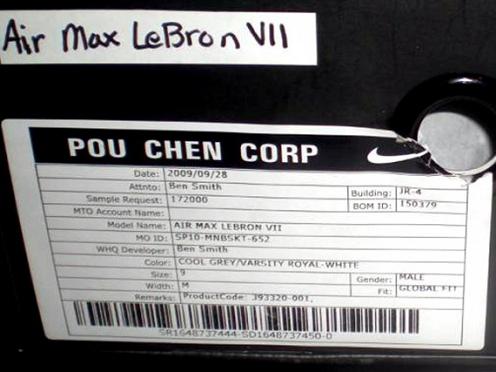 Air Max LeBron VII
POU CHEN CORP
Date: 2009/09/28
Attnto: Ben Smith
Building: JR-4
Sample Request: 172000
BOM ID: 150379
MTO Account Name:
Model Name: AIR MAX LEBRON VII
MO ID: SP10-MNBSKT-652
WHQ Developer: Ben Smith
Color: COOL GREY/VARSITY ROYAL-WHITE
Size: 9
Gender: MALE
Width: M
Fit: GLOBAL FIT
Remarks: ProductCode: 393320-001,
SR1648737444-SD1648737450-0